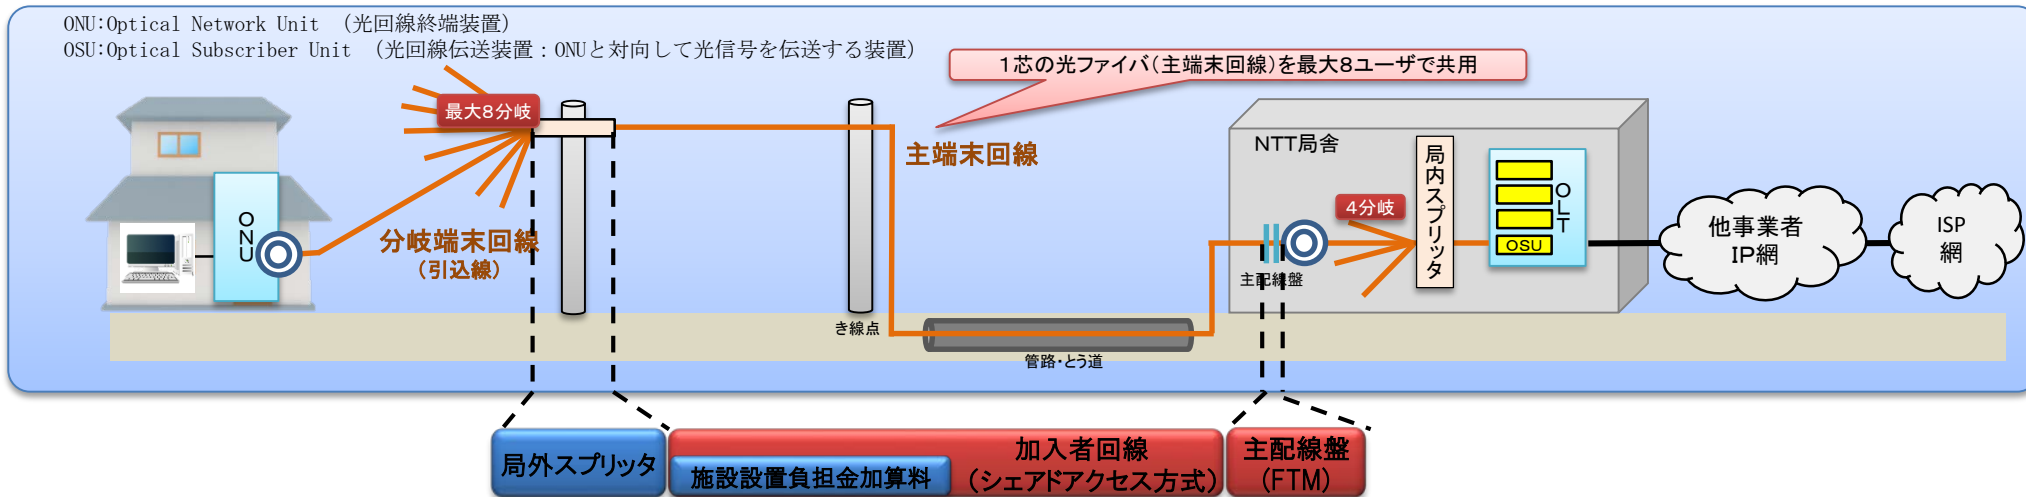 ONU:Optical Network Unit (光回線終端装置)
OSU:Optical Subscriber Unit (光回線伝送装置:ONUと対向して光信号を伝送する装置)
1芯の光ファイバ(主端末回線)を最大8ユーザで共用
最大8分岐
主端末回線
NTT局舎
局内スプリッタ
OLT
OSU
4分岐
ONU
分岐端末回線
(引込線)
主配線盤
他事業者
IP網
ISP
網
き線点
管路・とう道
局外スプリッタ
施設設置負担金加算料
加入者回線
(シェアドアクセス方式)
主配線盤
(FTM)